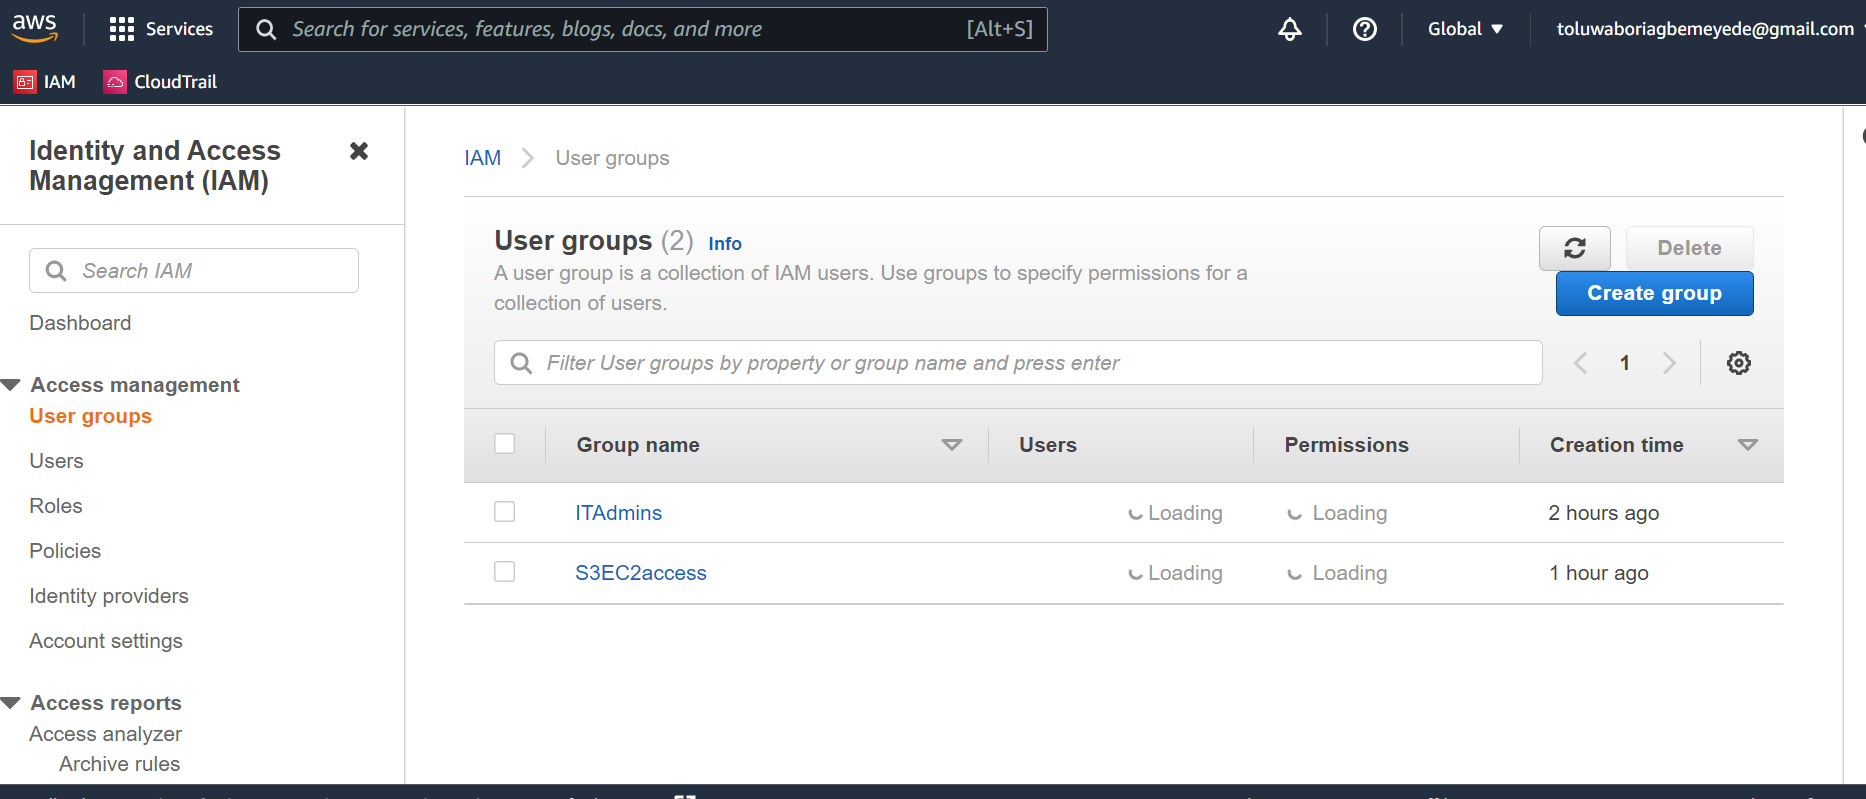 aws
Services
Search for services, features, blogs, docs, and more [Alt+S]
Global
toluwaboriagbemeyede@gmail.com
IAM
CloudTrail
Identity and Access
Management (IAM)
Search IAM
Dashboard
Access management
User groups
Users
Roles
Policies
Identity providers
Account settings
Access reports
Access analyzer
Archive rules
IAM
User groups
User groups (2) Info
A user group is a collection of IAM users. Use groups to specify permissions for a
collection of users.
Delete
Create group
Filter User groups by property or group name and press enter
1
Group name Users Permissions Creation time
ITAdmins Loading Loading 2 hours ago
S3EC2access Loading Loading 1 hour ago